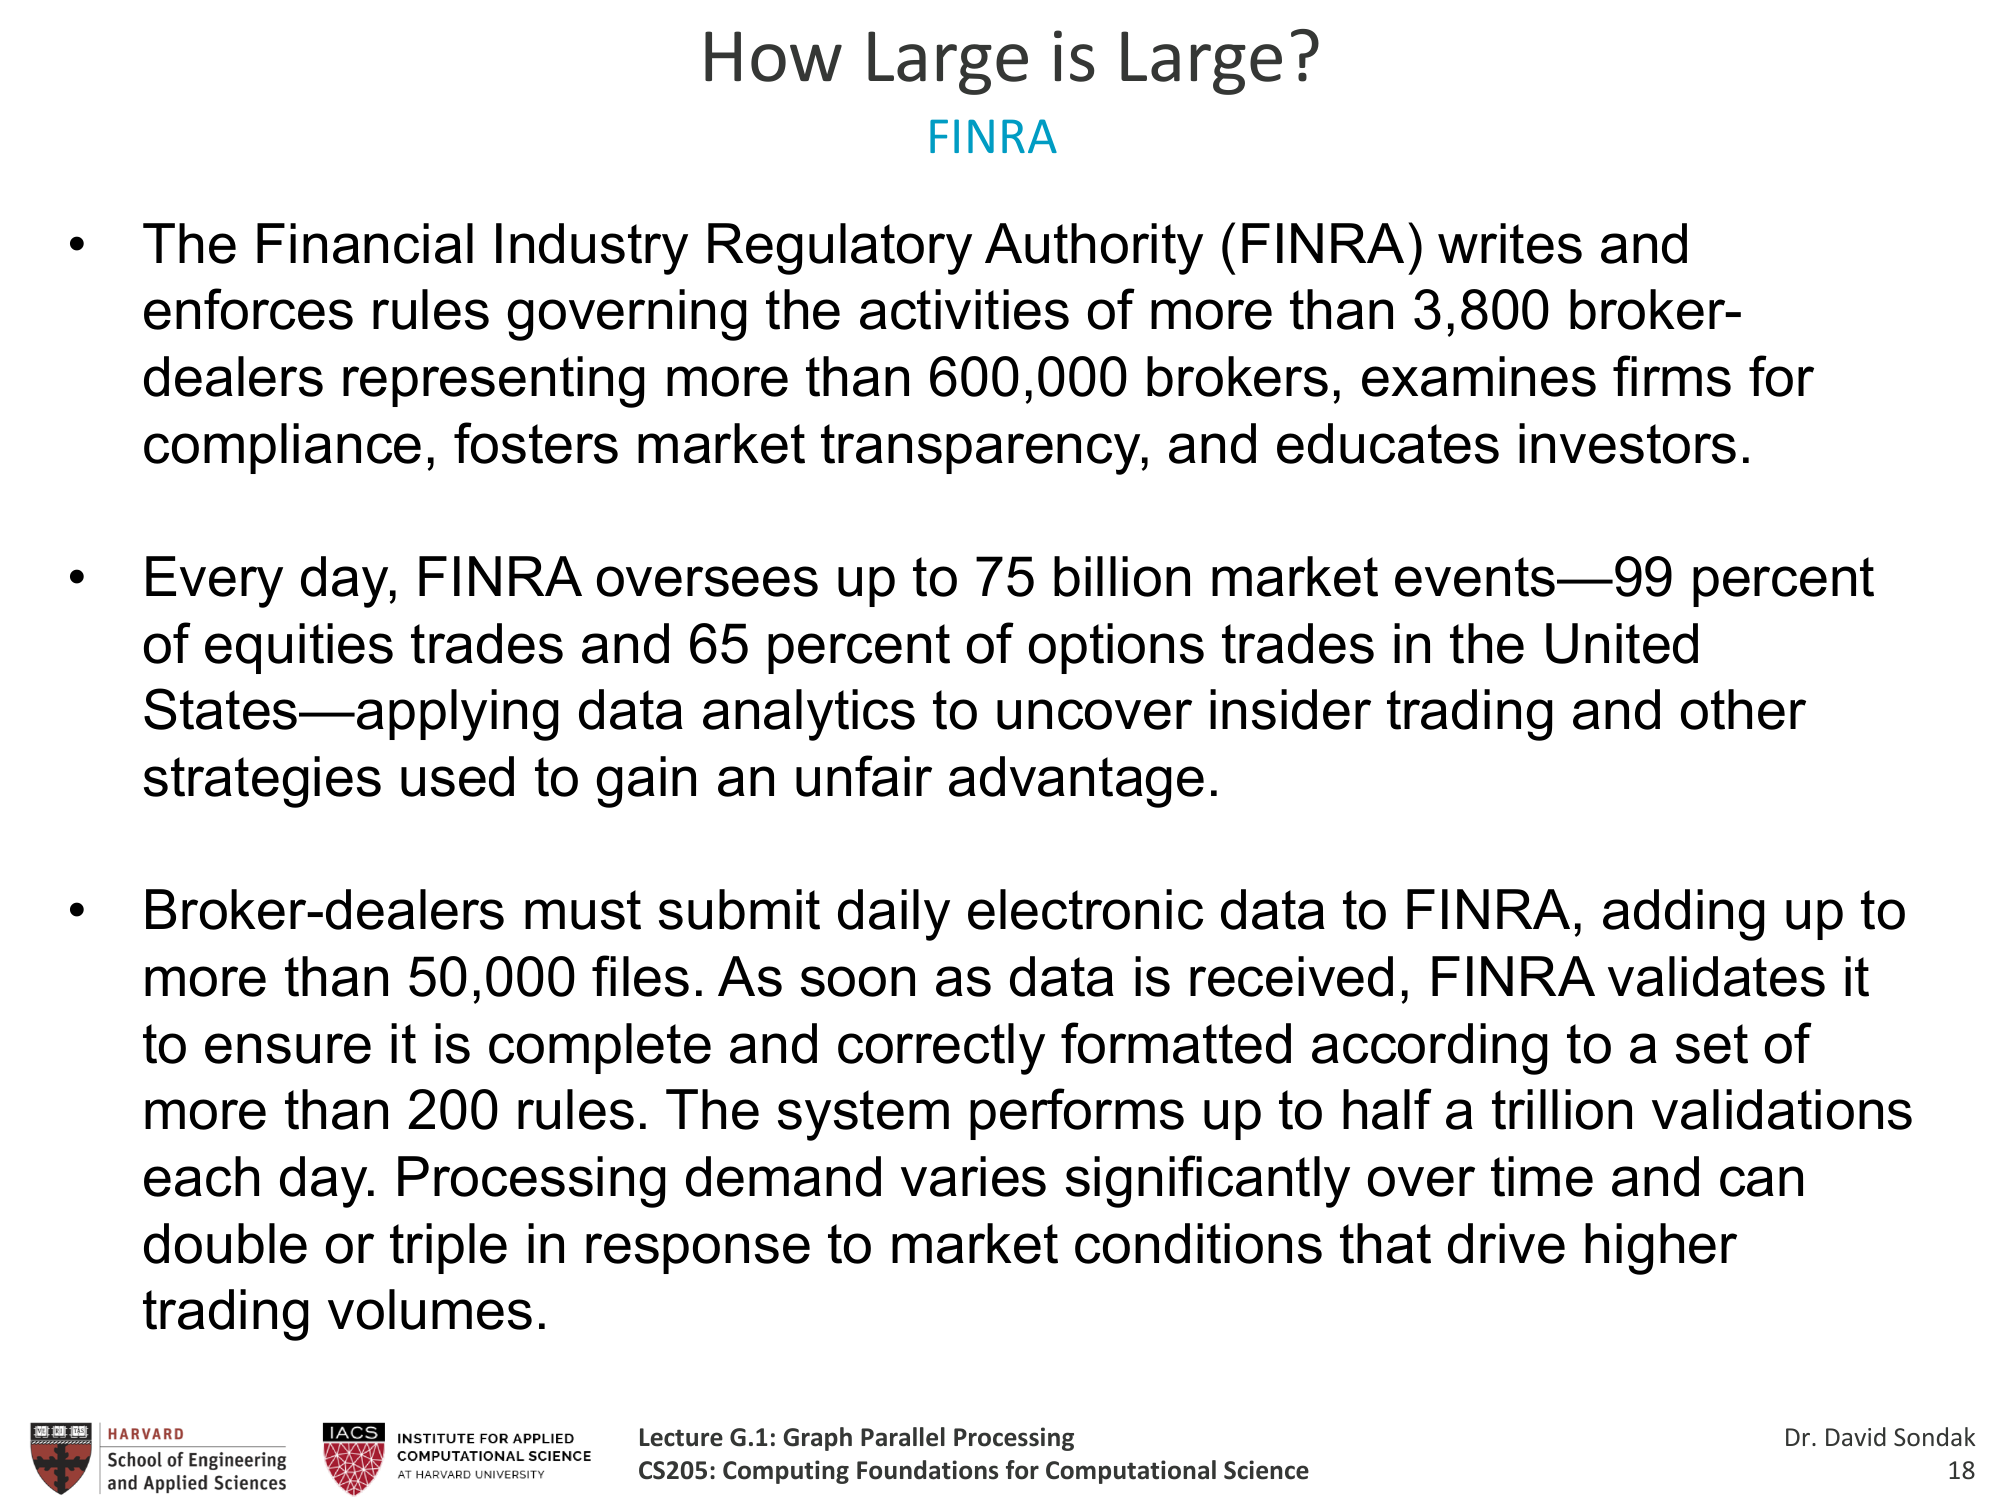 How Large is Large?
FINRA
• The Financial Industry Regulatory Authority (FINRA) writes and
enforces rules governing the activities of more than 3,800 broker-
dealers representing more than 600,000 brokers, examines firms for
compliance, fosters market transparency, and educates investors.
• Every day, FINRA oversees up to 75 billion market events—99 percent
of equities trades and 65 percent of options trades in the United
States—applying data analytics to uncover insider trading and other
strategies used to gain an unfair advantage.
• Broker-dealers must submit daily electronic data to FINRA, adding up to
more than 50,000 files. As soon as data is received, FINRA validates it
to ensure it is complete and correctly formatted according to a set of
more than 200 rules. The system performs up to half a trillion validations
each day. Processing demand varies significantly over time and can
double or triple in response to market conditions that drive higher
trading volumes.
HARVARD
School of Engineering
and Applied Sciences
IACS
INSTITUTE FOR APPLIED
COMPUTATIONAL SCIENCE
AT HARVARD UNIVERSITY
Lecture G.1: Graph Parallel Processing
CS205: Computing Foundations for Computational Science
Dr. David Sondak
18